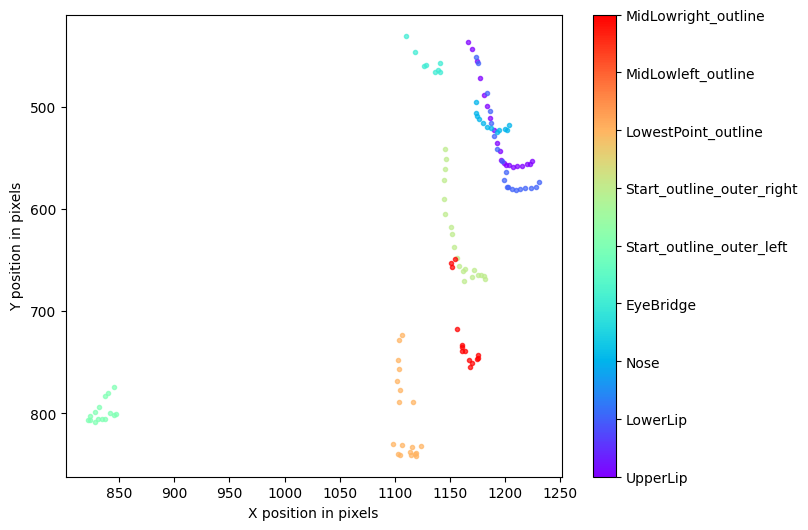 MidLowright_outline
MidLowleft_outline
LowestPoint_outline
Start_outline_outer_right
Start_outline_outer_left
EyeBridge
Nose
LowerLip
UpperLip
Y position in pixels
500
600
700
800
850
900
950
1000
1050
1100
1150
1200
1250
X position in pixels